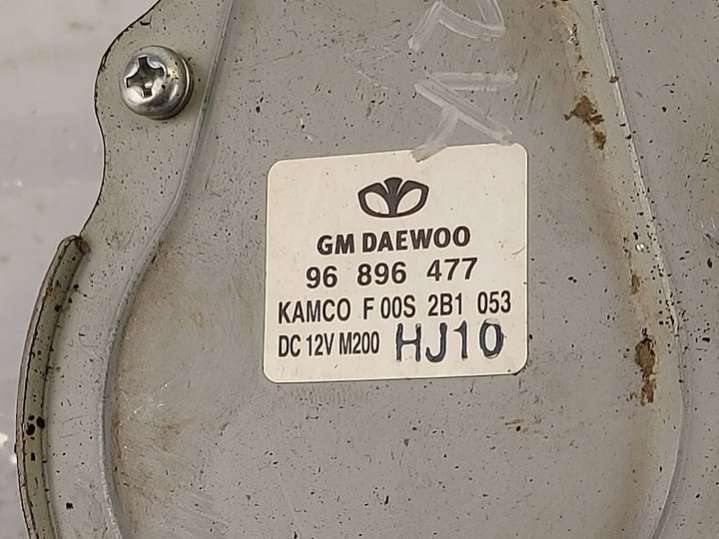 GM DAEWOO
96 896 477
KAMCO F 00S 2B1 053
DC 12V M200 HJ10